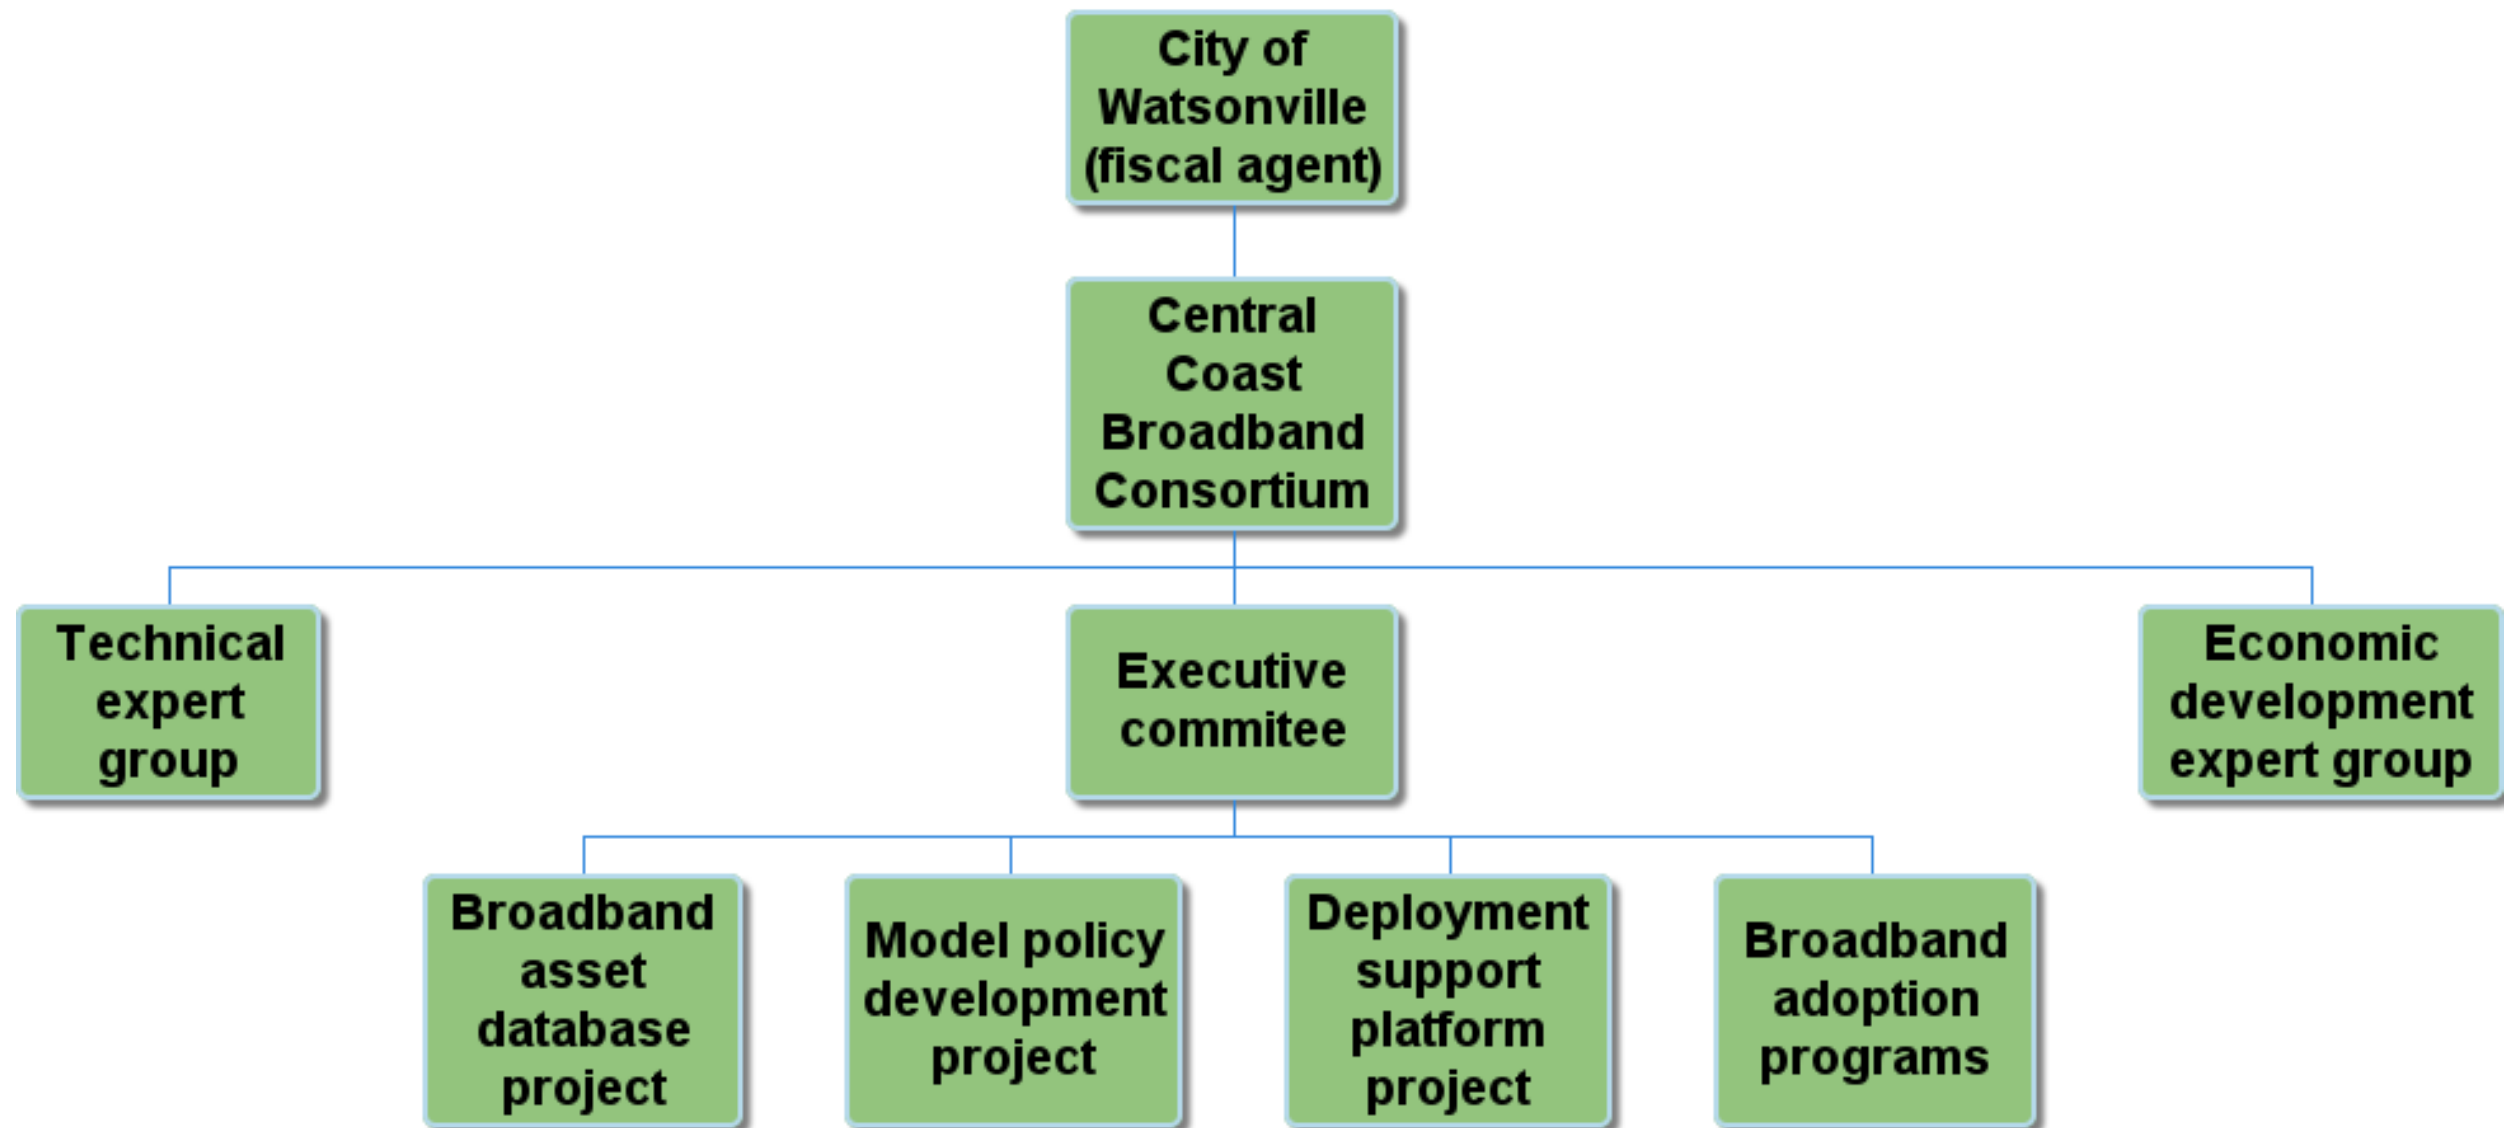 City of
Watsonville
(fiscal agent)
Central
Coast
Broadband
Consortium
Technical
expert
group
Executive
commitee
Economic
development
expert group
Broadband
asset
database
project
Model policy
development
project
Deployment
support
platform
project
Broadband
adoption
programs